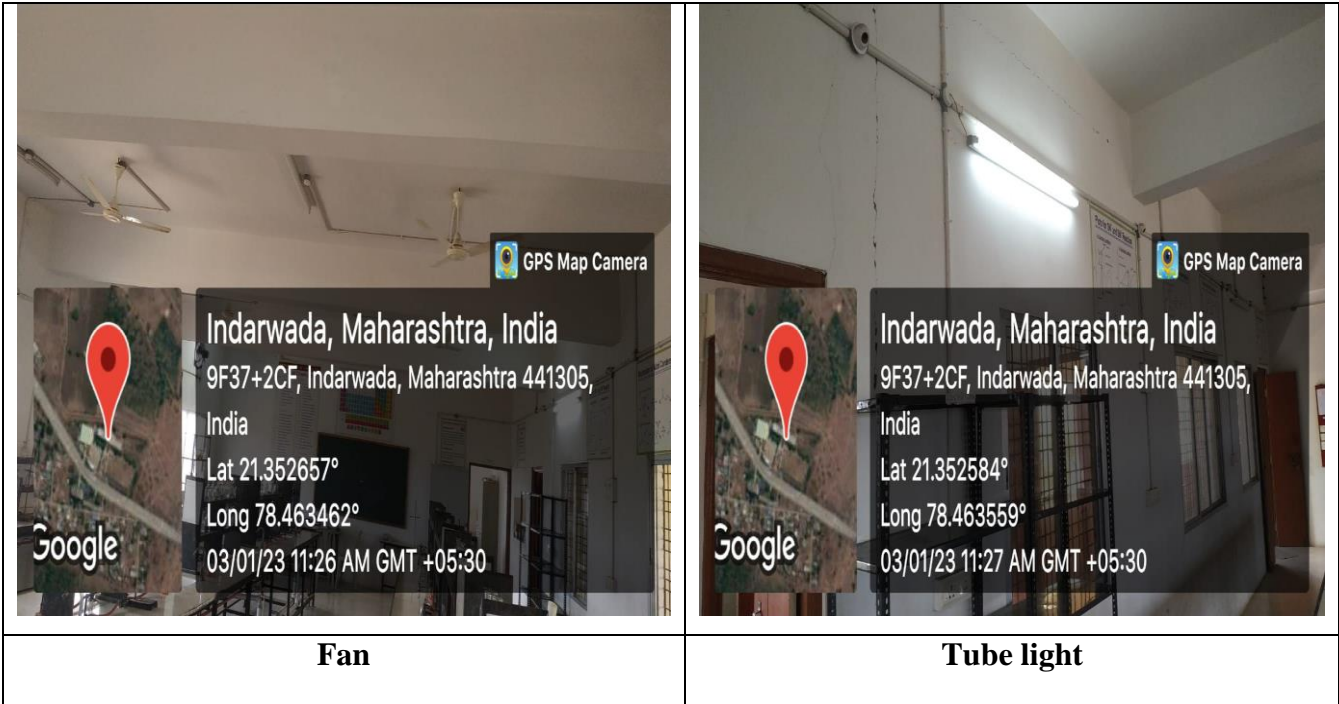 GPS Map Camera
Indarwada, Maharashtra, India
9F37+2CF, Indarwada, Maharashtra 441305,
India
Lat 21.352657°
Long 78.463462°
03/01/23 11:26 AM GMT +05:30
Google
Fan
GPS Map Camera
Indarwada, Maharashtra, India
9F37+2CF, Indarwada, Maharashtra 441305,
India
Lat 21.352584°
Long 78.463559°
03/01/23 11:27 AM GMT +05:30
Google
Tube light